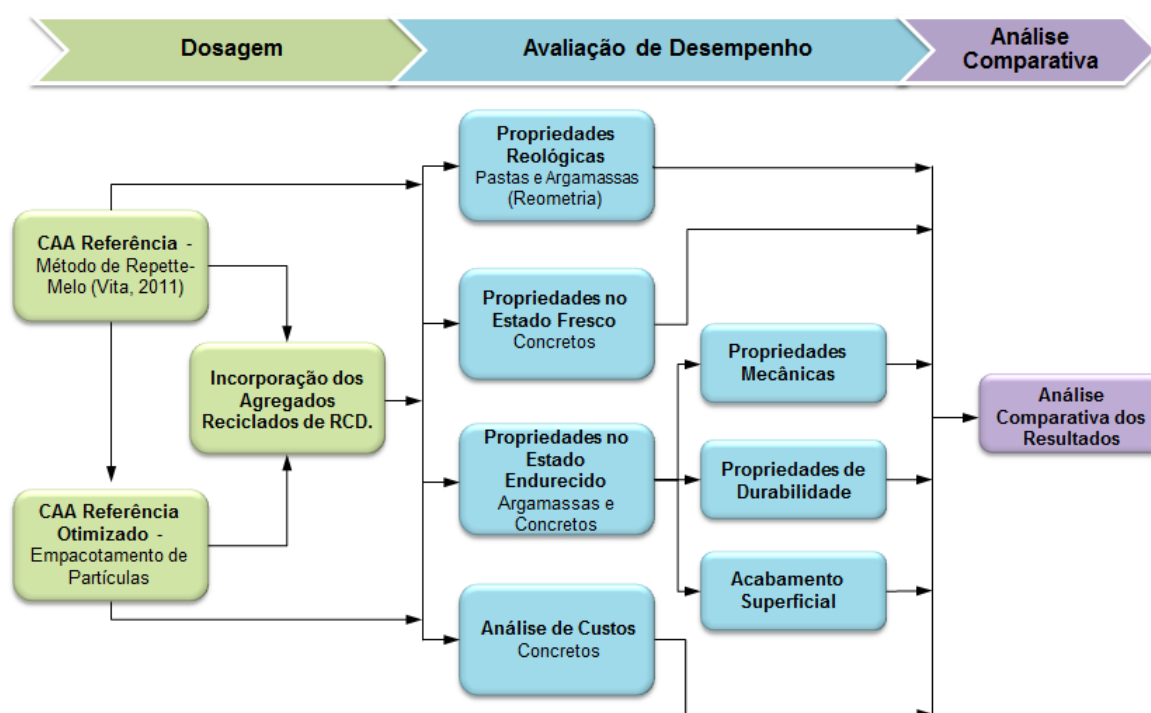 Dosagem
Avaliação de Desempenho
Análise
Comparativa
CAA Referência -
Método de Repette-
Melo (Vita, 2011)
CAA Referência
Otimizado -
Empacotamento de
Partículas
Incorporação dos
Agregados
Reciclados de RCD.
Propriedades
Reológicas
Pastas e Argamassas
(Reometria)
Propriedades no
Estado Fresco
Concretos
Propriedades no
Estado
Endurecido
Argamassas e
Concretos
Análise de Custos
Concretos
Propriedades
Mecânicas
Propriedades de
Durabilidade
Acabamento
Superficial
Análise
Comparativa dos
Resultados